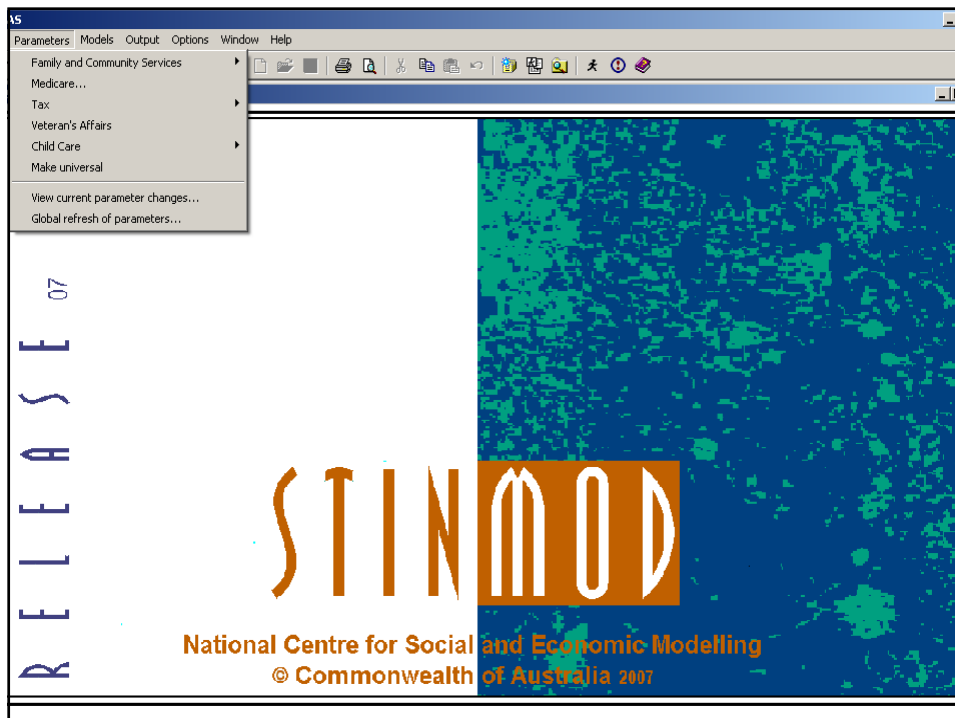 AS
Parameters Models Output Options Window Help
Family and Community Services
Medicare...
Tax
Veteran's Affairs
Child Care
Make universal
View current parameter changes...
Global refresh of parameters...
RELEASE 07
STINMOD
National Centre for Social and Economic Modelling
© Commonwealth of Australia 2007